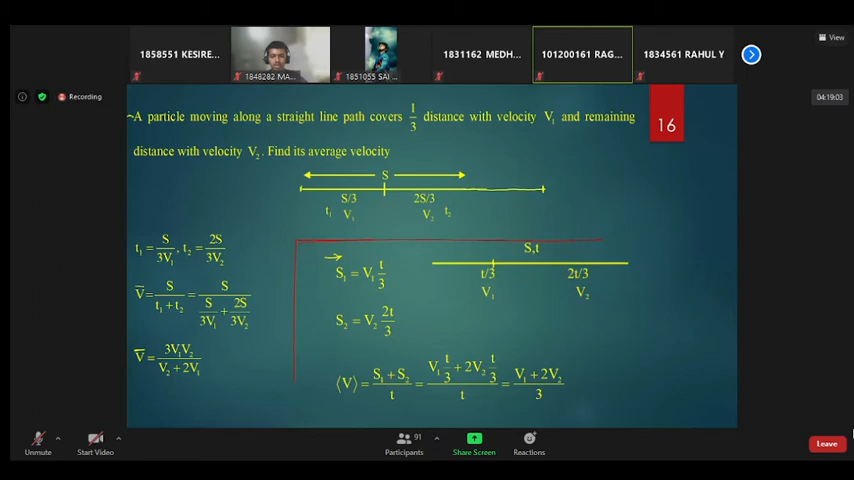 View
1858551 KESIRE...
1831162 MEDH...
101200161 RAG...
1834561 RAHUL Y
1848282 MA...
1851055 SAI ...
Recording
04:19:03
16
A particle moving along a straight line path covers 1/3 distance with velocity V₁ and remaining
distance with velocity V₂. Find its average velocity
S
S/3 2S/3
t₁ V₁ V₂ t₂
t₁ = S/3V₁, t₂ = 2S/3V₂
V̄ = S/(t₁ + t₂) = S/(S/3V₁ + 2S/3V₂)
V̄ = 3V₁V₂/(V₂ + 2V₁)
S,t
t/3 2t/3
V₁ V₂
S₁ = V₁ t/3
S₂ = V₂ 2t/3
⟨V⟩ = (S₁ + S₂)/t = (V₁ t/3 + 2V₂ t/3)/t = (V₁ + 2V₂)/3
91
Unmute Start Video Participants Share Screen Reactions Leave